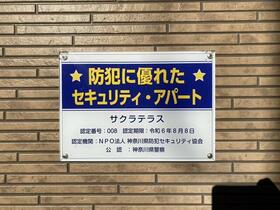 ★防犯に優れた★
セキュリティ・アパート
サクラテラス
認定番号：008　認定期限：令和6年8月8日
認定機関：NPO法人 神奈川県防犯セキュリティ協会
公　認：神奈川県警察